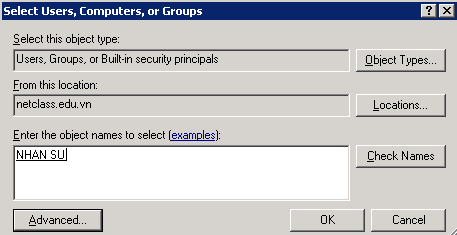 Select Users, Computers, or Groups
Select this object type:
Users, Groups, or Built-in security principals
Object Types...
From this location:
netclass.edu.vn
Locations...
Enter the object names to select (examples):
NHAN SU
Check Names
Advanced...
OK
Cancel